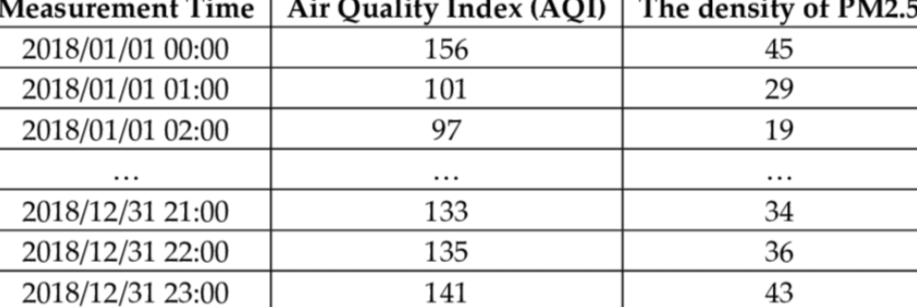 Measurement Time Air Quality Index (AQI) The density of PM2.5
2018/01/01 00:00 156 45
2018/01/01 01:00 101 29
2018/01/01 02:00 97 19
… … …
2018/12/31 21:00 133 34
2018/12/31 22:00 135 36
2018/12/31 23:00 141 43